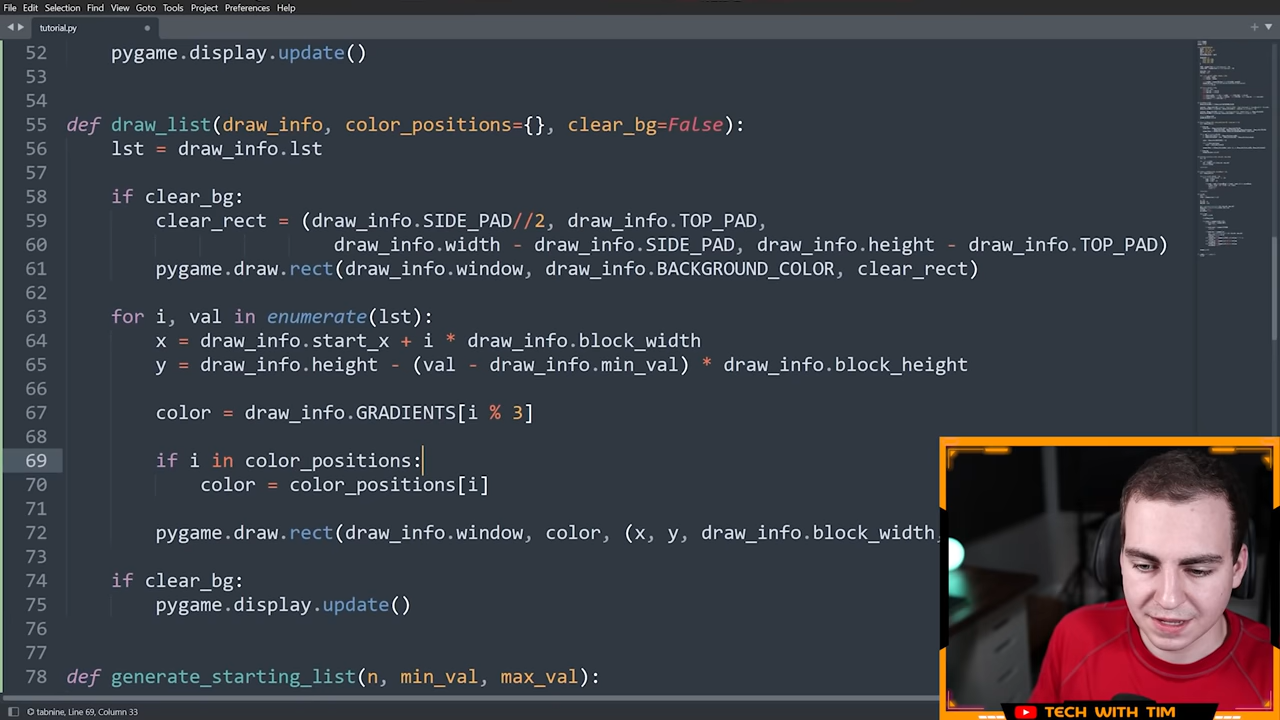 File Edit Selection Find View Goto Tools Project Preferences Help
tutorial.py
52 pygame.display.update()
53
54
55 def draw_list(draw_info, color_positions={}, clear_bg=False):
56 lst = draw_info.lst
57
58 if clear_bg:
59 clear_rect = (draw_info.SIDE_PAD//2, draw_info.TOP_PAD,
60 draw_info.width - draw_info.SIDE_PAD, draw_info.height - draw_info.TOP_PAD)
61 pygame.draw.rect(draw_info.window, draw_info.BACKGROUND_COLOR, clear_rect)
62
63 for i, val in enumerate(lst):
64 x = draw_info.start_x + i * draw_info.block_width
65 y = draw_info.height - (val - draw_info.min_val) * draw_info.block_height
66
67 color = draw_info.GRADIENTS[i % 3]
68
69 if i in color_positions:
70 color = color_positions[i]
71
72 pygame.draw.rect(draw_info.window, color, (x, y, draw_info.block_width,
73
74 if clear_bg:
75 pygame.display.update()
76
77
78 def generate_starting_list(n, min_val, max_val):
tabnine, Line 69, Column 33
TECH WITH TIM